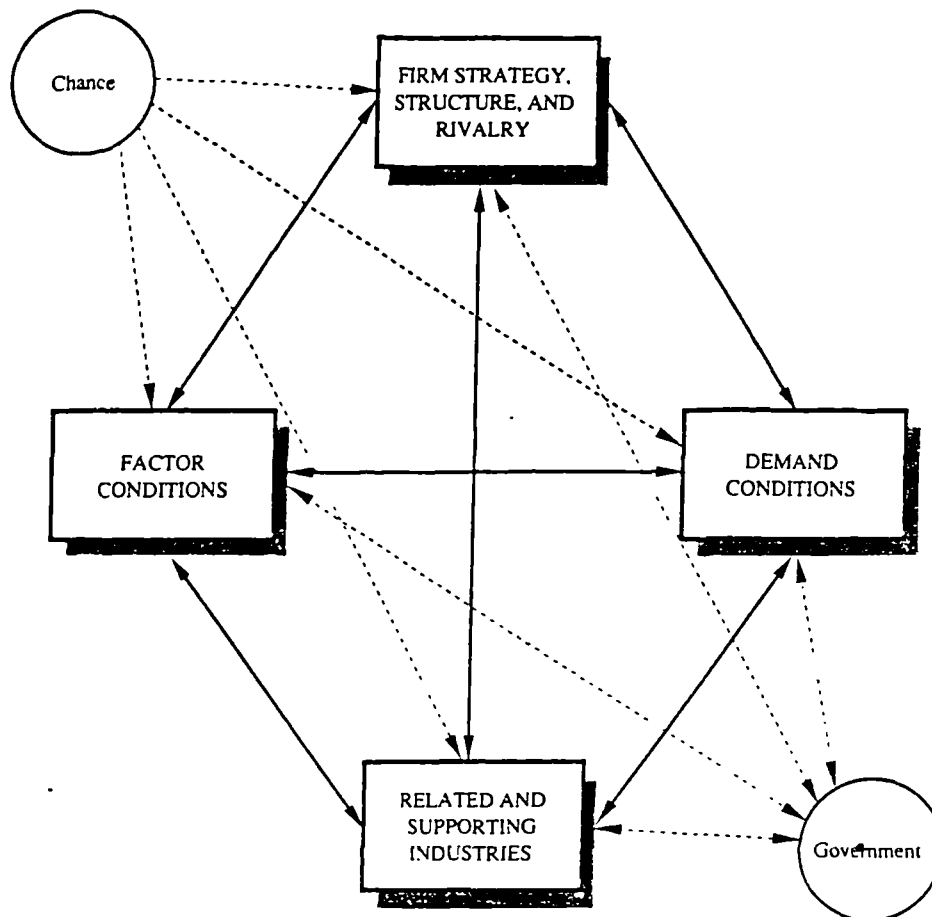 Chance
FIRM STRATEGY,
STRUCTURE, AND
RIVALRY
FACTOR
CONDITIONS
DEMAND
CONDITIONS
RELATED AND
SUPPORTING
INDUSTRIES
Government